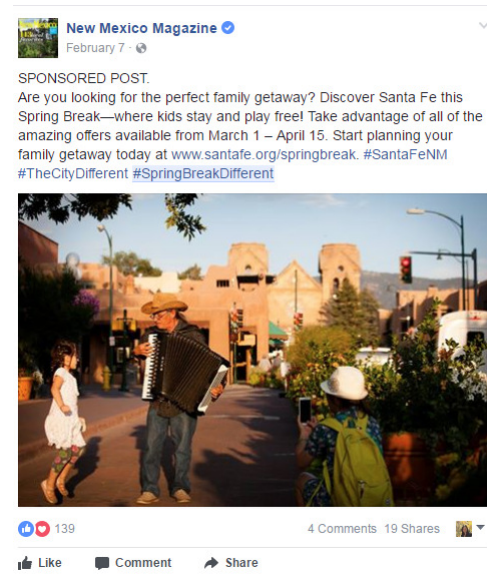 New Mexico Magazine
February 7 ·
SPONSORED POST.
Are you looking for the perfect family getaway? Discover Santa Fe this
Spring Break—where kids stay and play free! Take advantage of all of the
amazing offers available from March 1 – April 15. Start planning your
family getaway today at www.santafe.org/springbreak. #SantaFeNM
#TheCityDifferent #SpringBreakDifferent
139
4 Comments 19 Shares
Like Comment Share